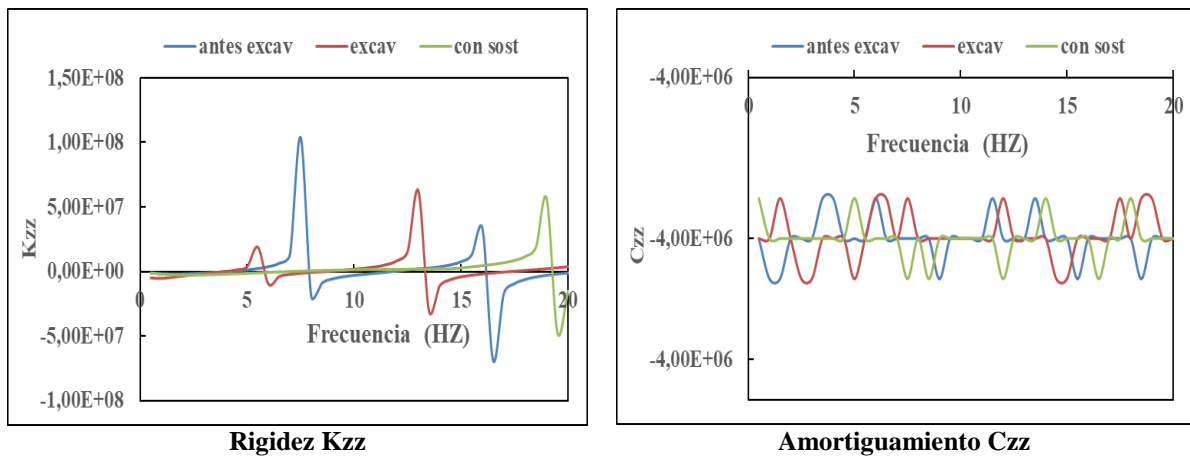 antes excav excav con sost
1,50E+08
1,00E+08
5,00E+07
0,00E+00
-5,00E+07
-1,00E+08
Kzz
0 5 10 15 20
Frecuencia (HZ)
Rigidez Kzz
antes excav excav con sost
-4,00E+06
-4,00E+06
-4,00E+06
Czz
0 5 10 15 20
Frecuencia (HZ)
Amortiguamiento Czz